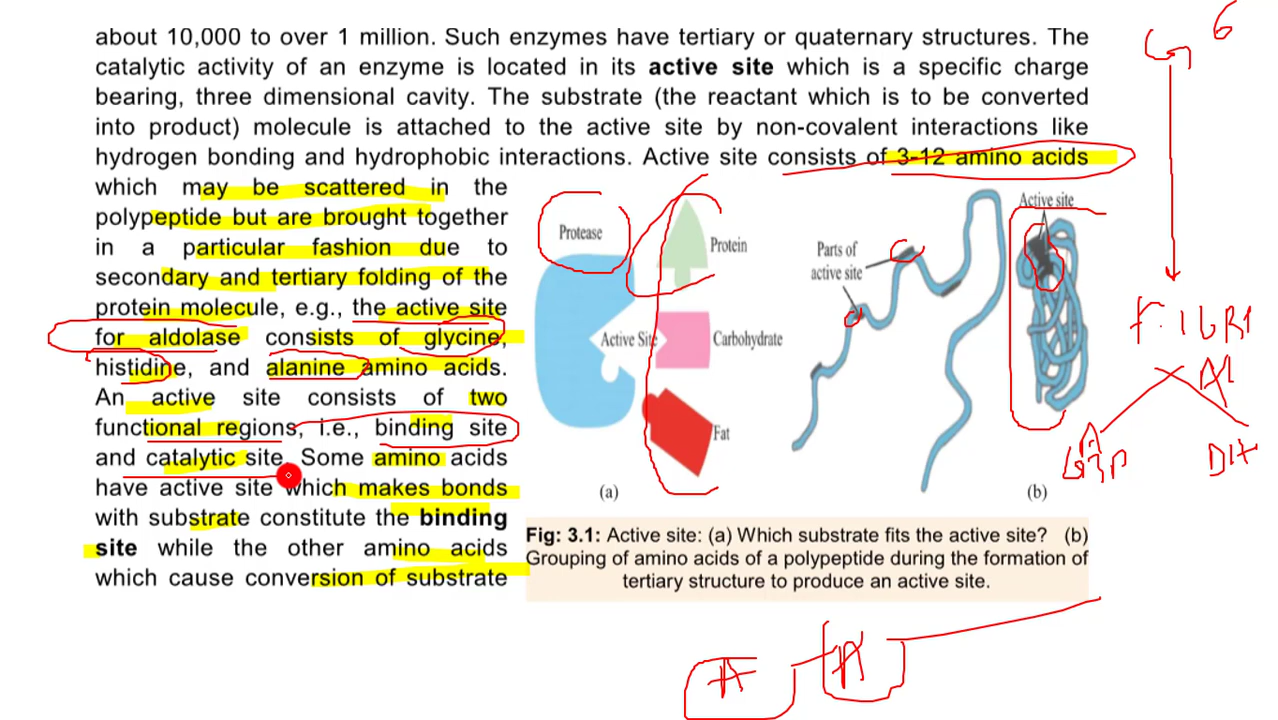 about 10,000 to over 1 million. Such enzymes have tertiary or quaternary structures. The
catalytic activity of an enzyme is located in its active site which is a specific charge
bearing, three dimensional cavity. The substrate (the reactant which is to be converted
into product) molecule is attached to the active site by non-covalent interactions like
hydrogen bonding and hydrophobic interactions. Active site consists of 3-12 amino acids
which may be scattered in the
polypeptide but are brought together
in a particular fashion due to
secondary and tertiary folding of the
protein molecule, e.g., the active site
for aldolase consists of glycine,
histidine, and alanine amino acids.
An active site consists of two
functional regions, i.e., binding site
and catalytic site. Some amino acids
have active site which makes bonds
with substrate constitute the binding
site while the other amino acids
which cause conversion of substrate
Protease
Active Site
Protein
Carbohydrate
Fat
(a)
Parts of
active site
Active site
(b)
Fig: 3.1: Active site: (a) Which substrate fits the active site? (b)
Grouping of amino acids of a polypeptide during the formation of
tertiary structure to produce an active site.
G 6
G3P